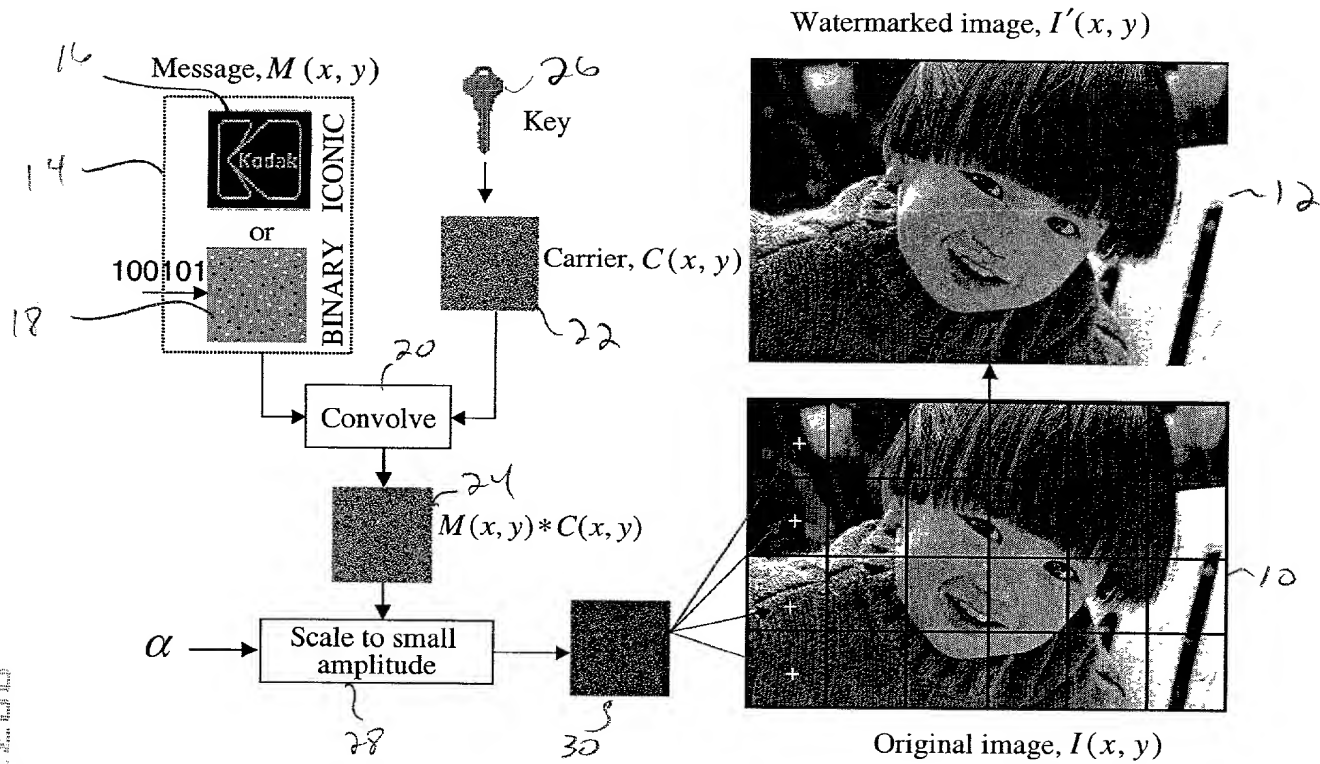 Watermarked image, I′(x, y)
16
Message, M (x, y)
26
Key
14
Kodak
ICONIC
or
100101
BINARY
18
12
Carrier, C(x, y)
22
20
Convolve
24
M(x, y)∗C(x, y)
10
α
Scale to small
amplitude
28
30
Original image, I(x, y)